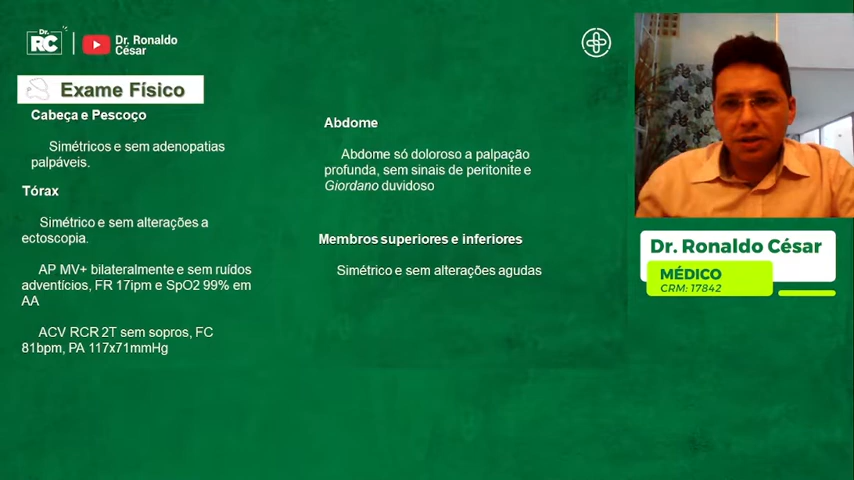 Dr.
RC
Dr. Ronaldo
César
Exame Físico
Cabeça e Pescoço
Simétricos e sem adenopatias
palpáveis.
Tórax
Simétrico e sem alterações a
ectoscopia.
AP MV+ bilateralmente e sem ruídos
adventícios, FR 17ipm e SpO2 99% em
AA
ACV RCR 2T sem sopros, FC
81bpm, PA 117x71mmHg
Abdome
Abdome só doloroso a palpação
profunda, sem sinais de peritonite e
Giordano duvidoso
Membros superiores e inferiores
Simétrico e sem alterações agudas
Dr. Ronaldo César
MÉDICO
CRM: 17842